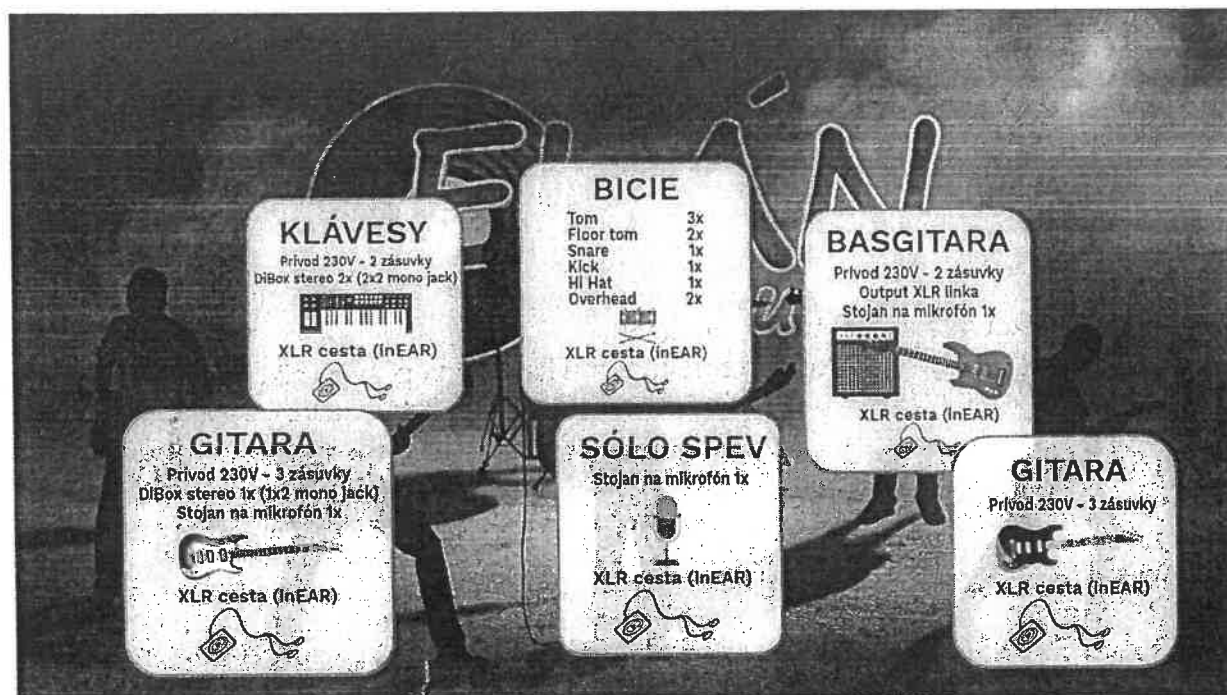 ELÁN
BICIE
Tom 3x
Floor tom 2x
Snare 1x
Kick 1x
Hi Hat 1x
Overhead 2x
XLR cesta (inEAR)
KLÁVESY
Prívod 230V - 2 zásuvky
DiBox stereo 2x (2x2 mono jack)
XLR cesta (inEAR)
BASGITARA
Prívod 230V - 2 zásuvky
Output XLR linka
Stojan na mikrofón 1x
XLR cesta (inEAR)
GITARA
Prívod 230V - 3 zásuvky
DiBox stereo 1x (1x2 mono jack)
Stojan na mikrofón 1x
XLR cesta (inEAR)
SÓLO SPEV
Stojan na mikrofón 1x
XLR cesta (inEAR)
GITARA
Prívod 230V - 3 zásuvky
XLR cesta (inEAR)